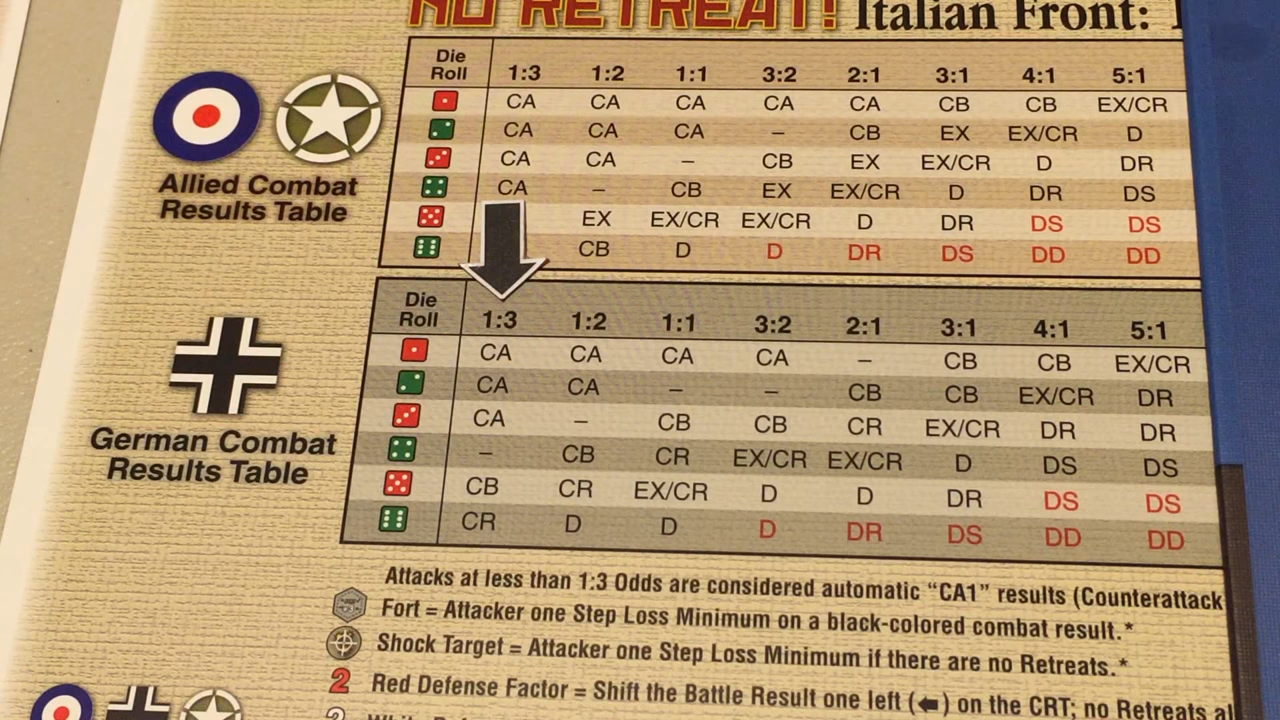 NO RETREAT! Italian Front:
Die Roll 1:3 1:2 1:1 3:2 2:1 3:1 4:1 5:1
CA CA CA CA CA CB CB EX/CR
CA CA CA – CB EX EX/CR D
CA CA – CB EX EX/CR D DR
CA – CB EX EX/CR D DR DS
EX EX/CR EX/CR D DR DS DS
CB D D DR DS DD DD
Allied Combat
Results Table
Die Roll 1:3 1:2 1:1 3:2 2:1 3:1 4:1 5:1
CA CA CA CA – CB CB EX/CR
CA CA – – CB CB EX/CR DR
CA – CB CB CR EX/CR DR DR
– CB CR EX/CR EX/CR D DS DS
CB CR EX/CR D D DR DS DS
CR D D D DR DS DD DD
German Combat
Results Table
Attacks at less than 1:3 Odds are considered automatic “CA1” results (Counterattack
Fort = Attacker one Step Loss Minimum on a black-colored combat result.*
Shock Target = Attacker one Step Loss Minimum if there are no Retreats.*
2 Red Defense Factor = Shift the Battle Result one left (⬅) on the CRT; no Retreats